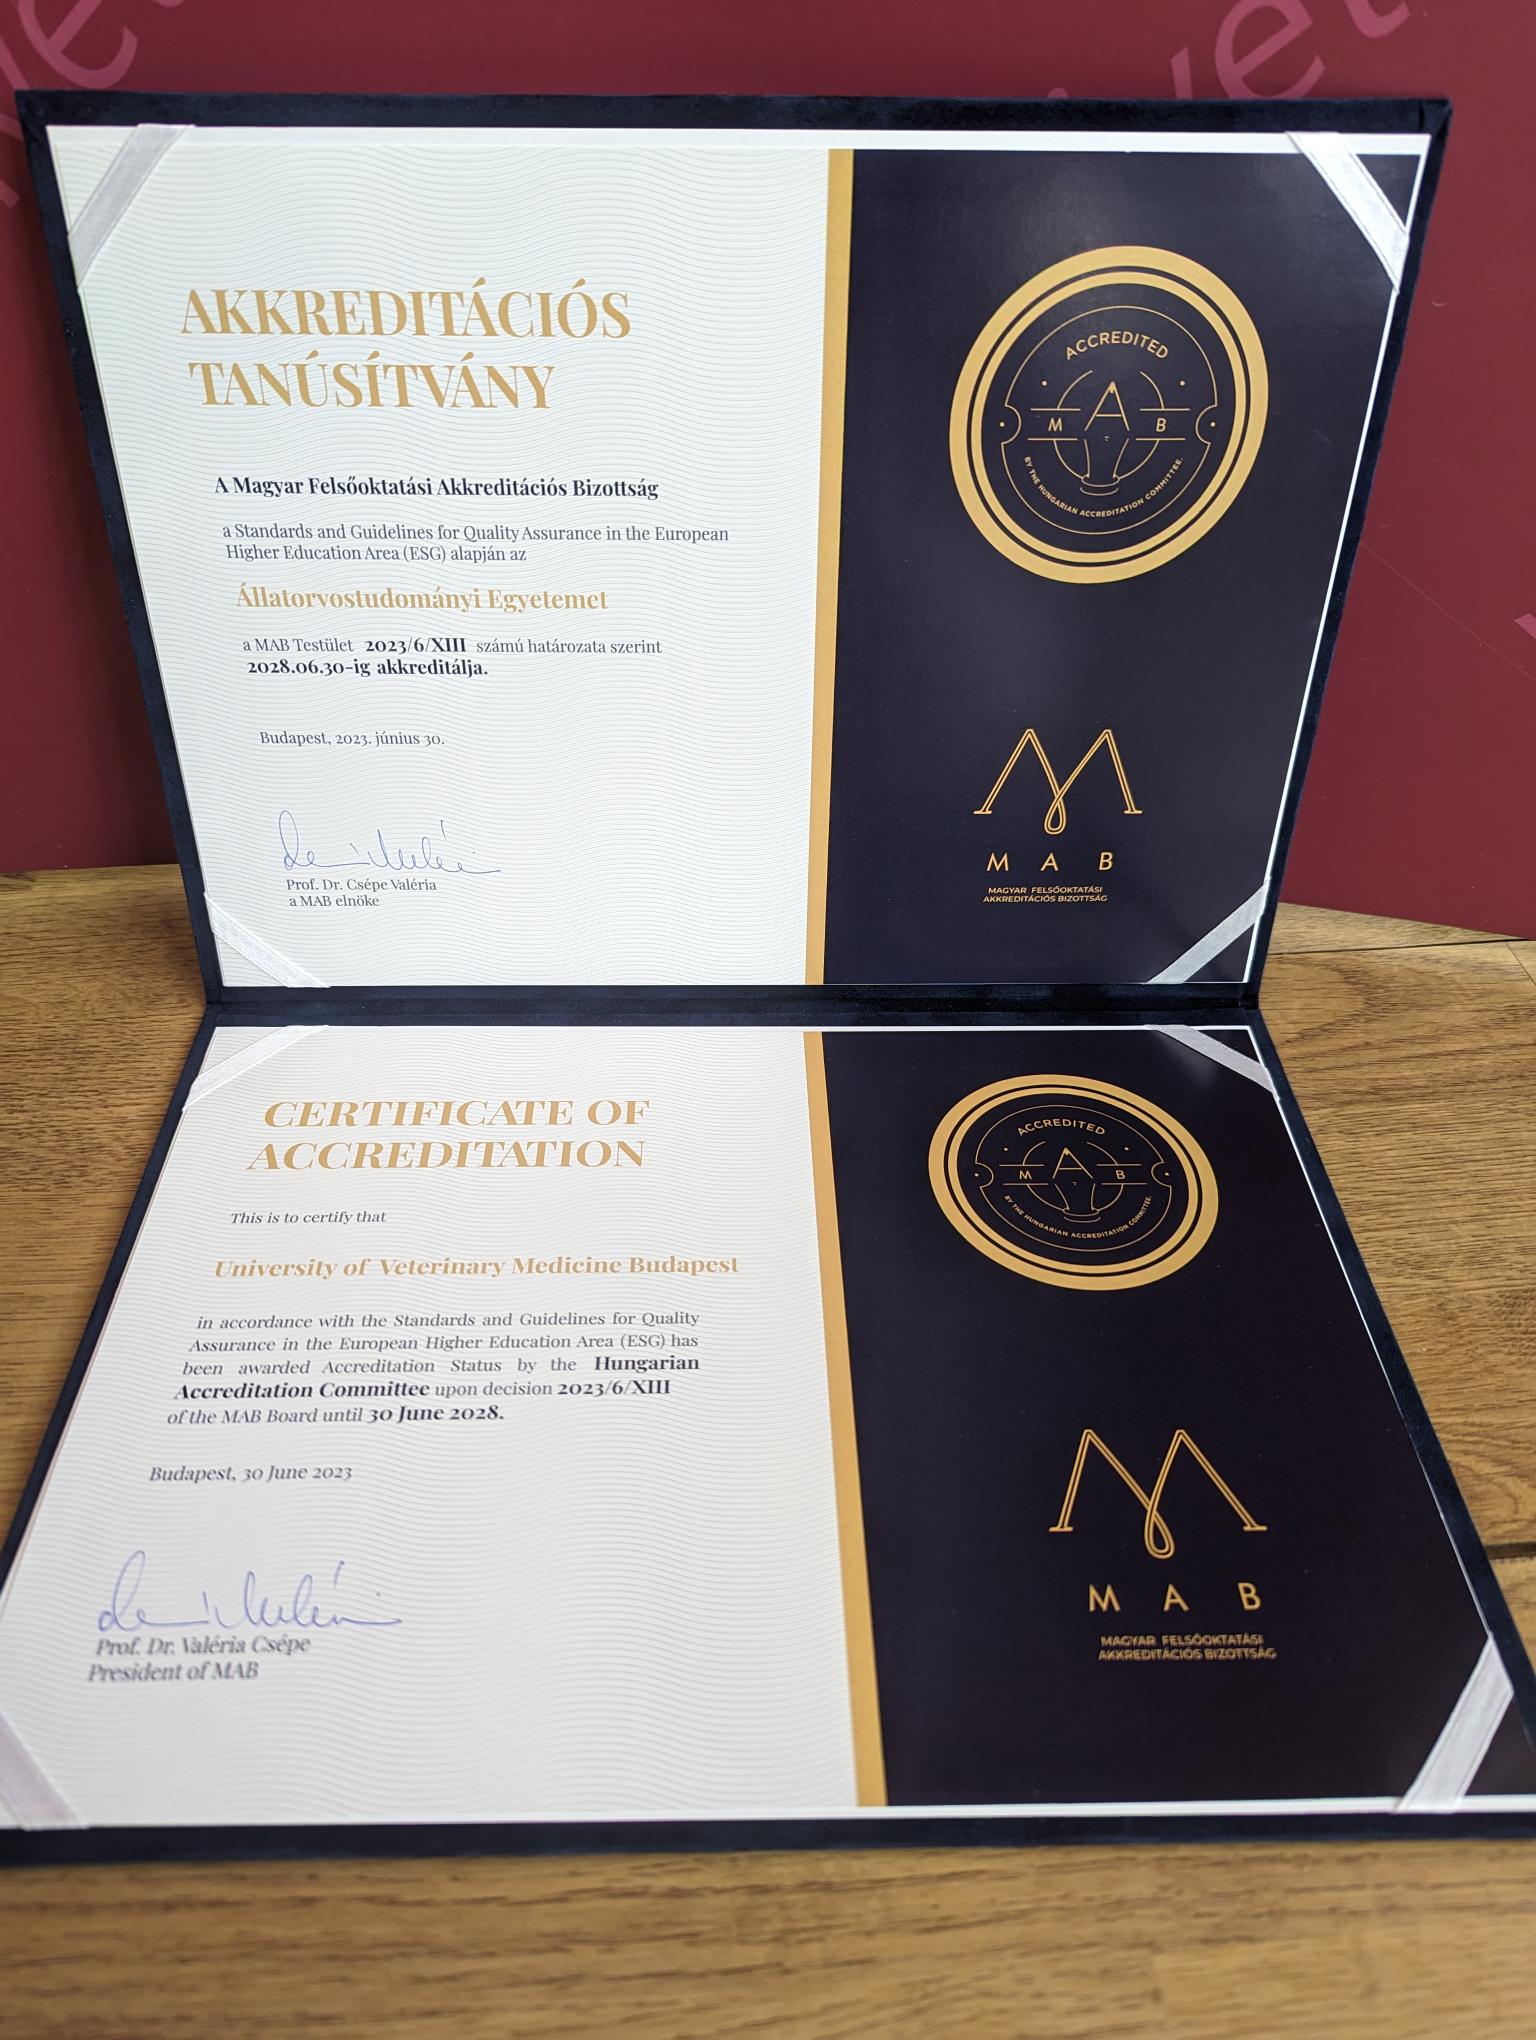 vet
vet
AKKREDITÁCIÓS
TANÚSÍTVÁNY
A Magyar Felsőoktatási Akkreditációs Bizottság
a Standards and Guidelines for Quality Assurance in the European
Higher Education Area (ESG) alapján az
Állatorvostudományi Egyetemet
a MAB Testület 2023/6/XIII számú határozata szerint
2028.06.30-ig akkreditálja.
Budapest, 2023. június 30.
Prof. Dr. Csépe Valéria
a MAB elnöke
ACCREDITED
M A B
BY THE HUNGARIAN ACCREDITATION COMMITTEE.
M
M A B
MAGYAR FELSŐOKTATÁSI
AKKREDITÁCIÓS BIZOTTSÁG
CERTIFICATE OF
ACCREDITATION
This is to certify that
University of Veterinary Medicine Budapest
in accordance with the Standards and Guidelines for Quality
Assurance in the European Higher Education Area (ESG) has
been awarded Accreditation Status by the Hungarian
Accreditation Committee upon decision 2023/6/XIII
of the MAB Board until 30 June 2028.
Budapest, 30 June 2023
Prof. Dr. Valéria Csépe
President of MAB
ACCREDITED
M A B
BY THE HUNGARIAN ACCREDITATION COMMITTEE.
M
M A B
MAGYAR FELSŐOKTATÁSI
AKKREDITÁCIÓS BIZOTTSÁG